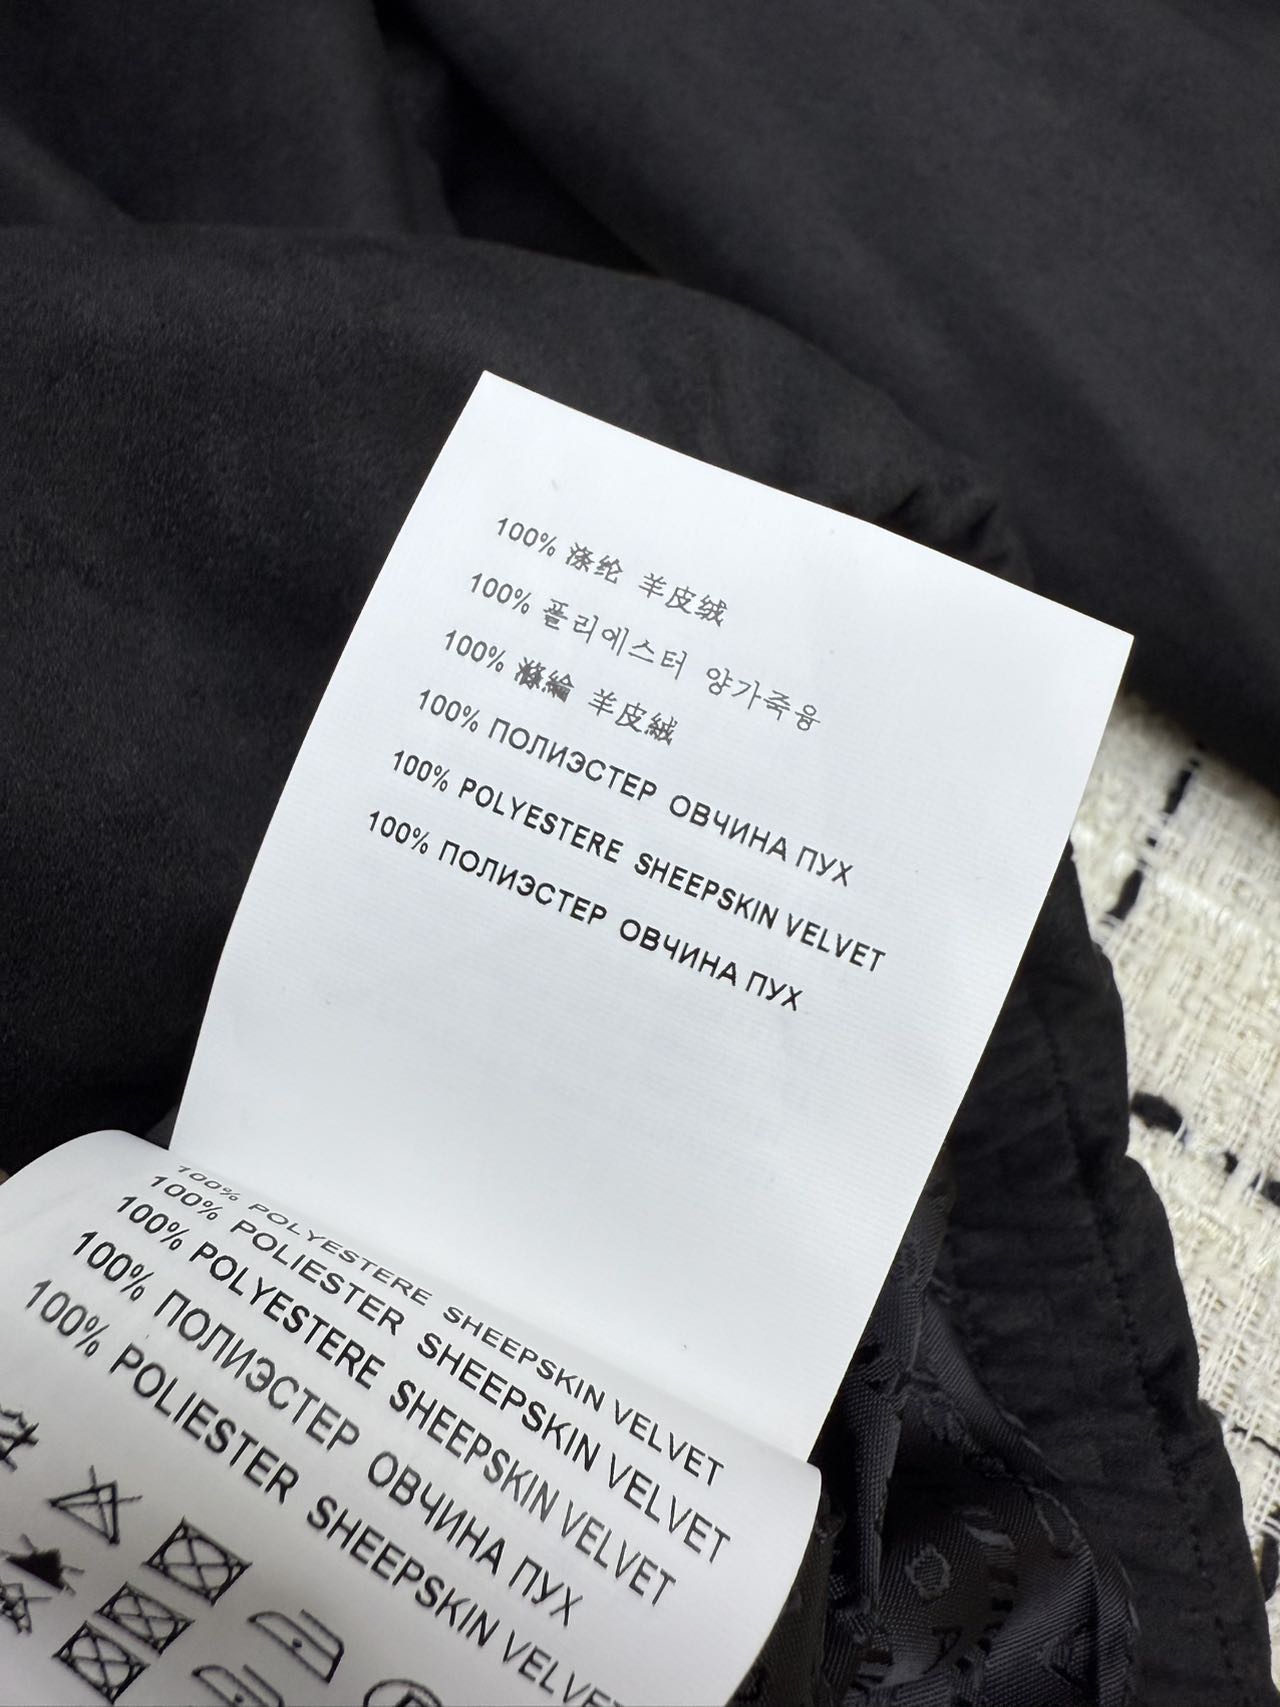 100% 涤纶 羊皮绒
100% 폴리에스터 양가죽융
100% 滌綸 羊皮絨
100% ПОЛИЭСТЕР ОВЧИНА ПУХ
100% POLYESTERE SHEEPSKIN VELVET
100% ПОЛИЭСТЕР ОВЧИНА ПУХ
100% POLYESTERE SHEEPSKIN VELVET
100% POLIESTER SHEEPSKIN VELVET
100% POLYESTERE SHEEPSKIN VELVET
100% ПОЛИЭСТЕР ОВЧИНА ПУХ
100% POLIESTER SHEEPSKIN VELVET